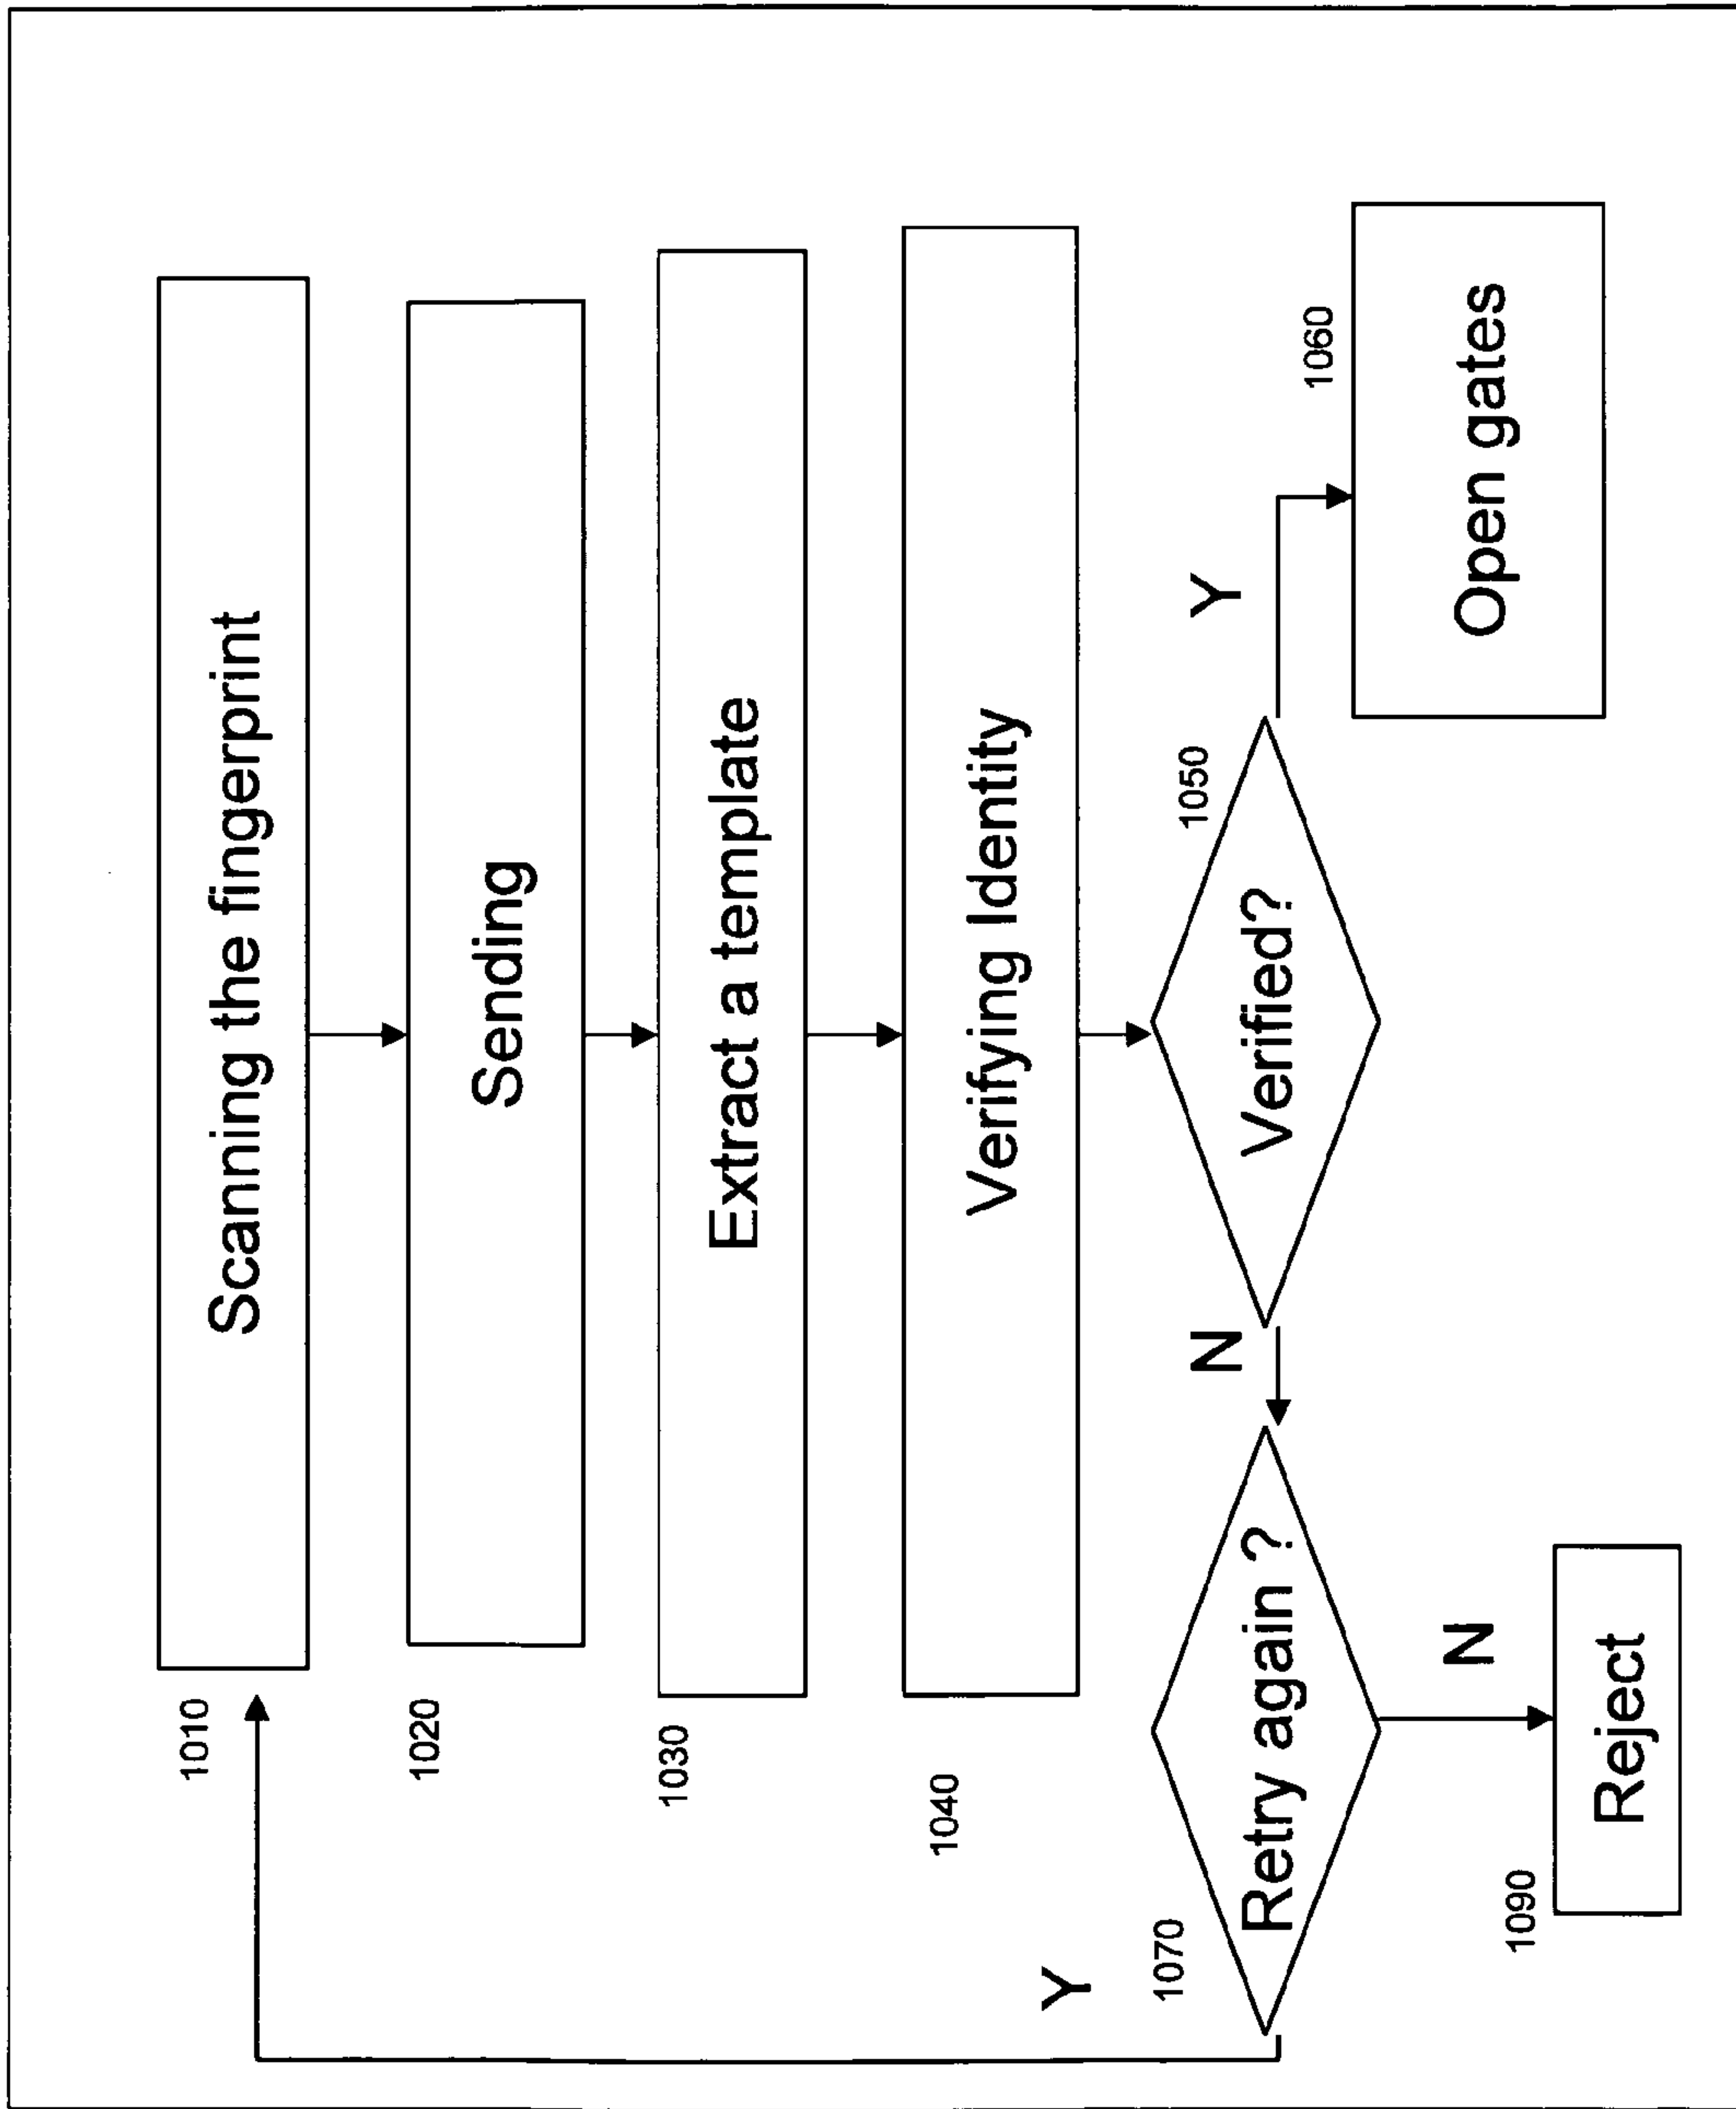 1010
Scanning the fingerprint
1020
Sending
1030
Extract a template
1040
Verifying Identity
1050
Verified?
Y
1060
Open gates
N
1070
Retry again ?
Y
N
1090
Reject